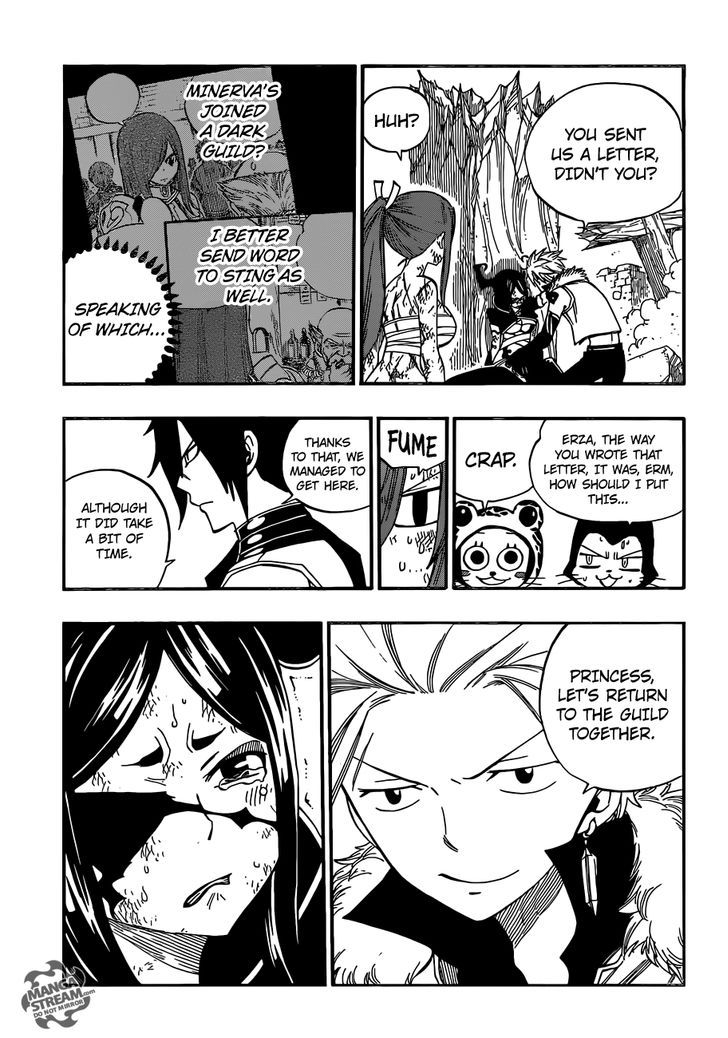 YOU SENT
US A LETTER,
DIDN'T YOU?
HUH?
MINERVA'S
JOINED
A DARK
GUILD?
I BETTER
SEND WORD
TO STING AS
WELL.
SPEAKING
OF WHICH...
ERZA, THE WAY
YOU WROTE THAT
LETTER, IT WAS, ERM,
HOW SHOULD I PUT
THIS...
CRAP.
FUME
THANKS
TO THAT, WE
MANAGED TO
GET HERE.
ALTHOUGH
IT DID TAKE
A BIT OF
TIME.
PRINCESS,
LET'S RETURN
TO THE GUILD
TOGETHER.
MANGA
STREAM.com
DO NOT MIRROR